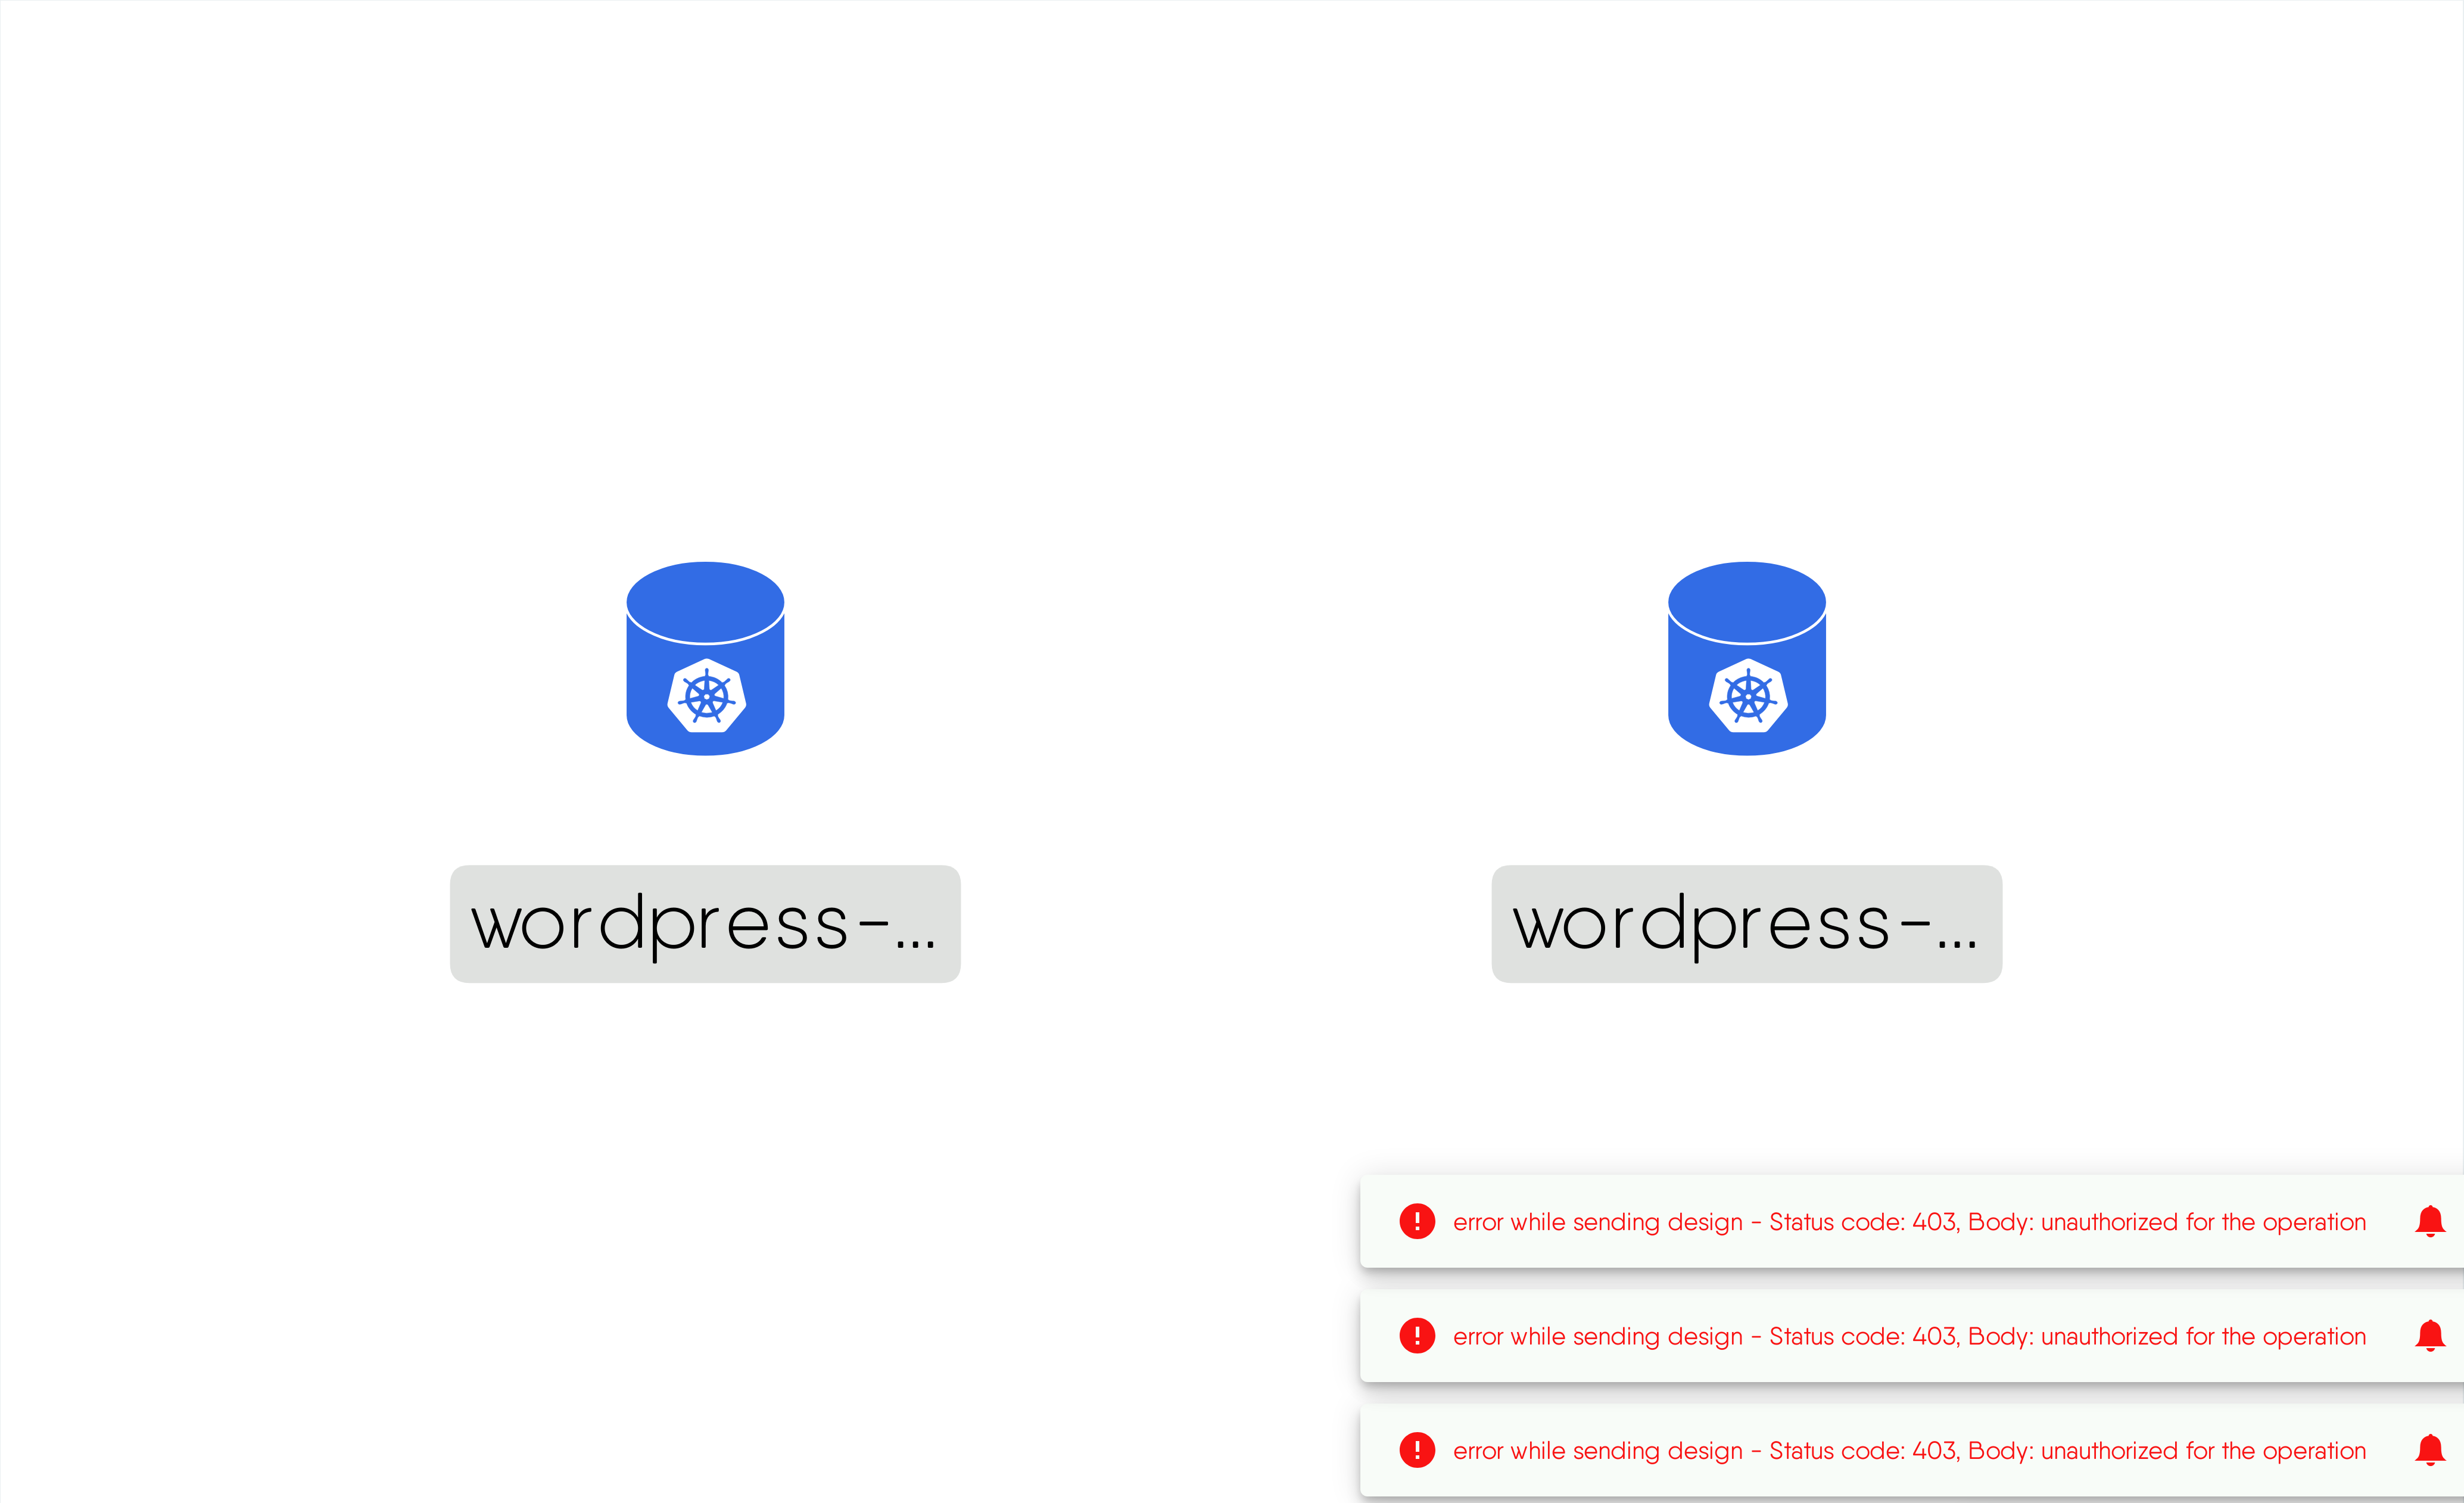 wordpress-...
wordpress-...
error while sending design - Status code: 403, Body: unauthorized for the operation
error while sending design - Status code: 403, Body: unauthorized for the operation
error while sending design - Status code: 403, Body: unauthorized for the operation